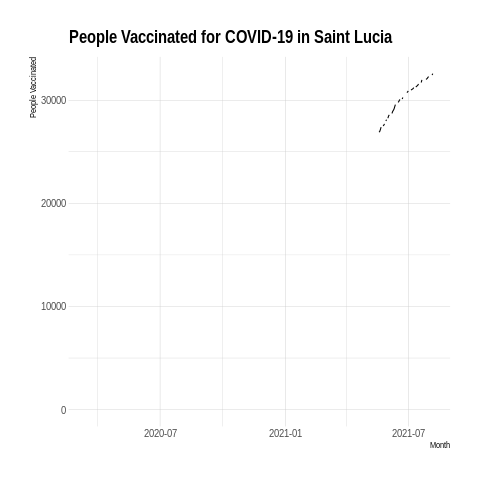 People Vaccinated for COVID-19 in Saint Lucia
People Vaccinated
30000
20000
10000
0
2020-07 2021-01 2021-07
Month